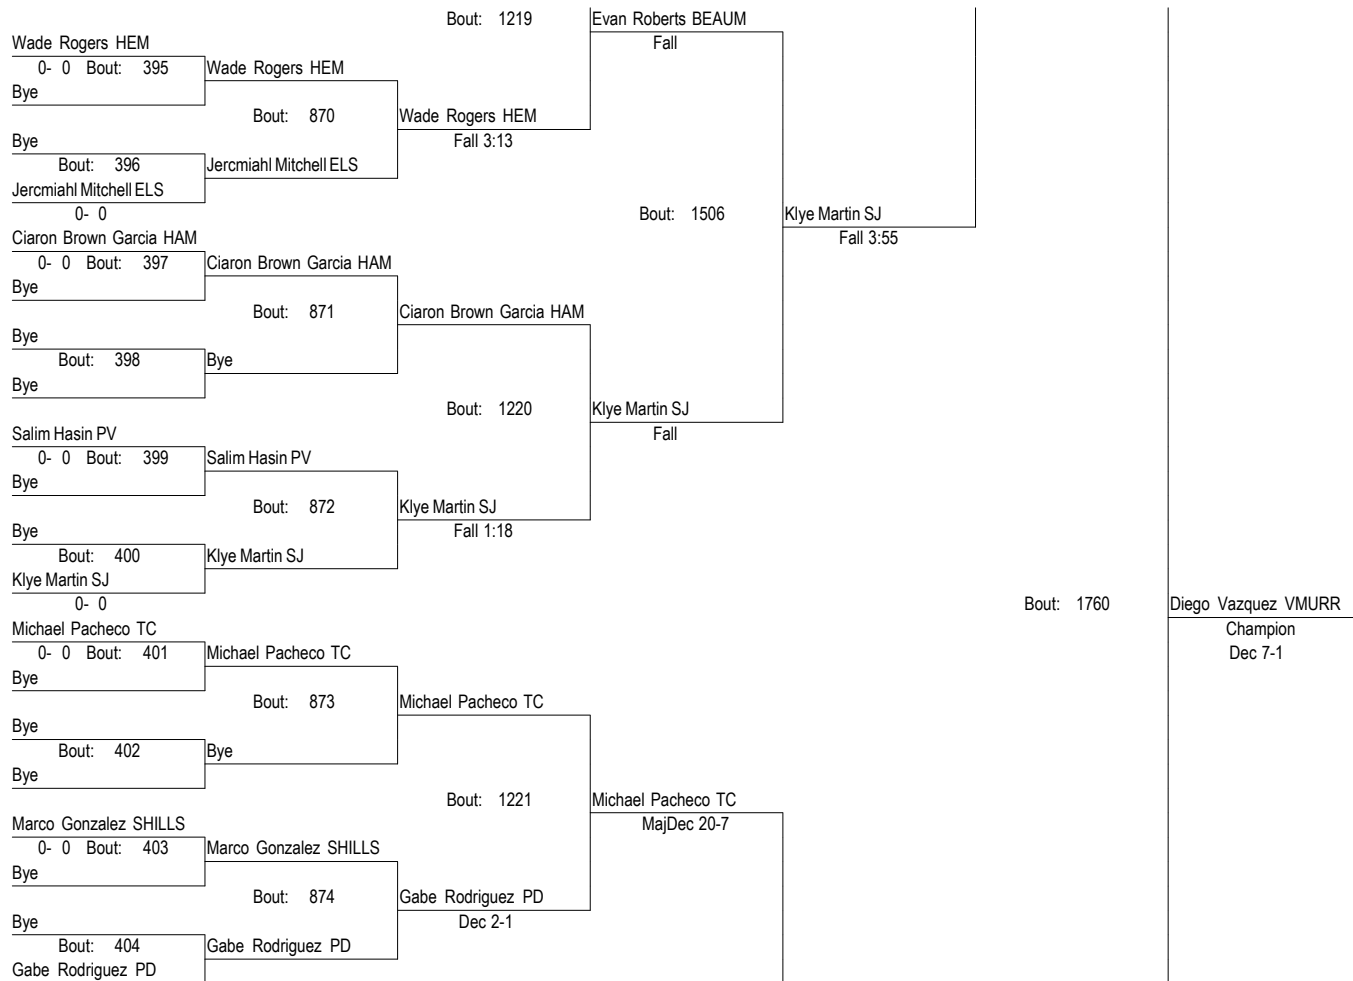 Bout: 1219 Evan Roberts BEAUM
Wade Rogers HEM Fall
0- 0 Bout: 395 Wade Rogers HEM
Bye
Bout: 870 Wade Rogers HEM
Bye Fall 3:13
Bout: 396 Jercmiahl Mitchell ELS
Jercmiahl Mitchell ELS
0- 0 Bout: 1506 Klye Martin SJ
Ciaron Brown Garcia HAM Fall 3:55
0- 0 Bout: 397 Ciaron Brown Garcia HAM
Bye
Bout: 871 Ciaron Brown Garcia HAM
Bye
Bout: 398 Bye
Bye
Bout: 1220 Klye Martin SJ
Salim Hasin PV Fall
0- 0 Bout: 399 Salim Hasin PV
Bye
Bout: 872 Klye Martin SJ
Bye Fall 1:18
Bout: 400 Klye Martin SJ
Klye Martin SJ
0- 0 Bout: 1760 Diego Vazquez VMURR
Michael Pacheco TC Champion
0- 0 Bout: 401 Michael Pacheco TC Dec 7-1
Bye
Bout: 873 Michael Pacheco TC
Bye
Bout: 402 Bye
Bye
Bout: 1221 Michael Pacheco TC
Marco Gonzalez SHILLS MajDec 20-7
0- 0 Bout: 403 Marco Gonzalez SHILLS
Bye
Bout: 874 Gabe Rodriguez PD
Bye Dec 2-1
Bout: 404 Gabe Rodriguez PD
Gabe Rodriguez PD